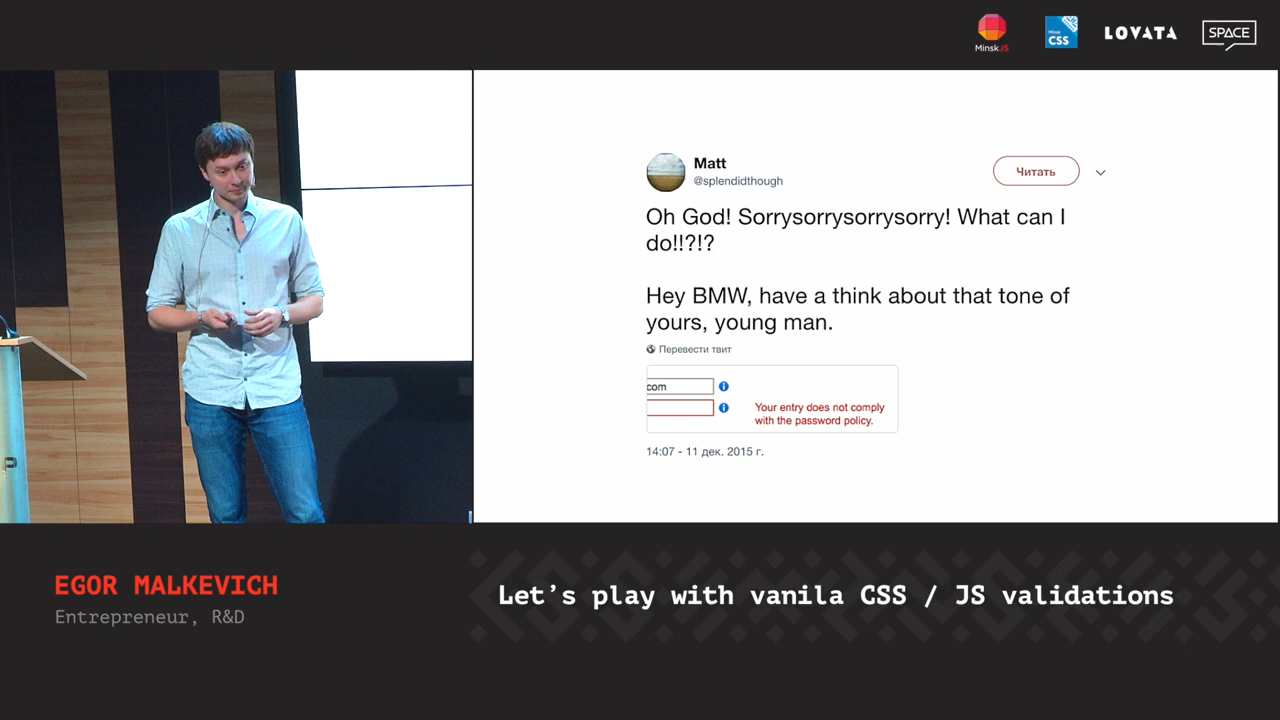 MinskJS
Minsk
CSS
LOVATA
SPACE
Matt
@splendidthough
Читать
Oh God! Sorrysorrysorrysorry! What can I
do!!?!?
Hey BMW, have a think about that tone of
yours, young man.
Перевести твит
com
Your entry does not comply
with the password policy.
14:07 - 11 дек. 2015 г.
EGOR MALKEVICH
Entrepreneur, R&D
Let’s play with vanila CSS / JS validations